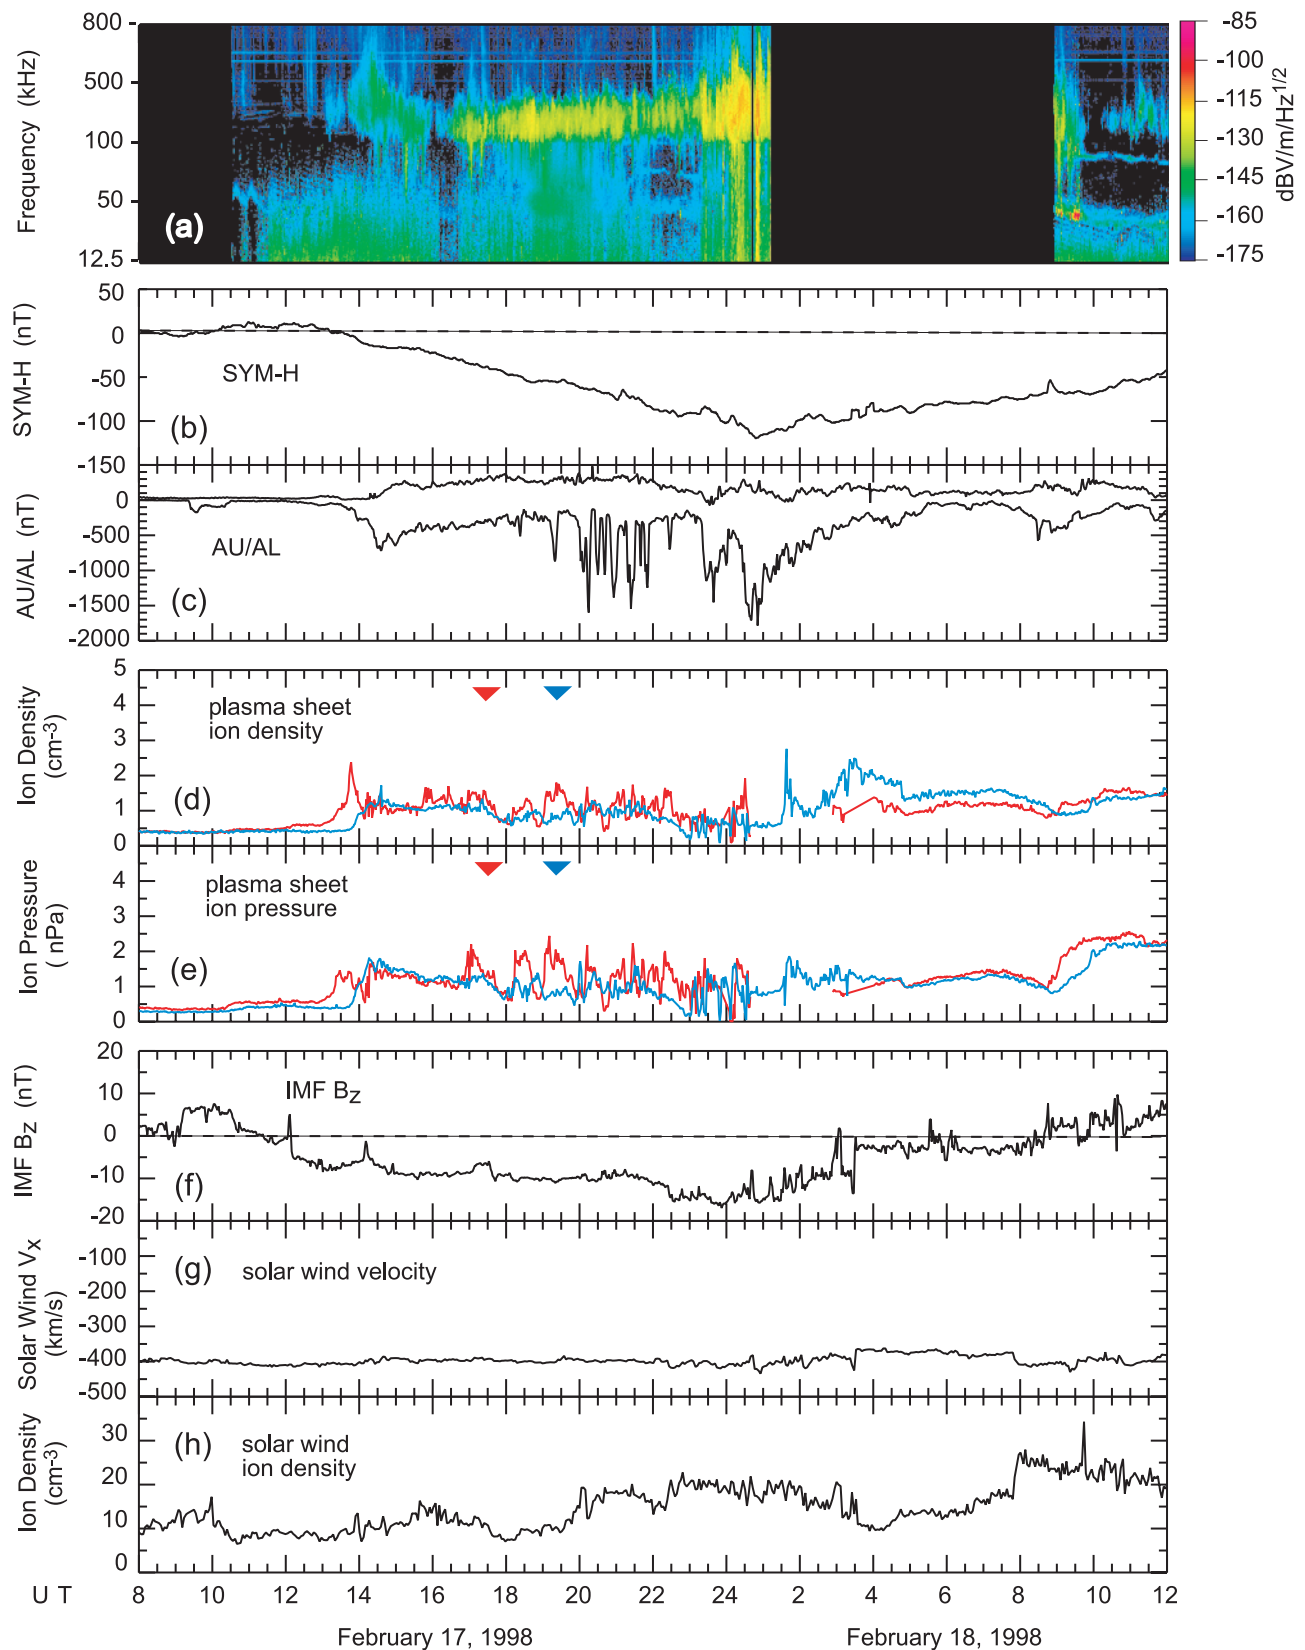 800
500
100
50
12.5
Frequency (kHz)
(a)
-85
-100
-115
-130
-145
-160
-175
dBV/m/Hz1/2
50
0
-50
-100
-150
SYM-H (nT)
SYM-H
(b)
0
-500
-1000
-1500
-2000
AU/AL (nT)
AU/AL
(c)
5
4
3
2
1
0
Ion Density
(cm-3)
plasma sheet
ion density
(d)
4
3
2
1
0
Ion Pressure
( nPa)
plasma sheet
ion pressure
(e)
20
10
0
-10
-20
IMF BZ (nT)
IMF BZ
(f)
-100
-200
-300
-400
-500
Solar Wind VX
(km/s)
(g)
solar wind velocity
30
20
10
0
Ion Density
(cm-3)
(h)
solar wind
ion density
U T
8 10 12 14 16 18 20 22 24 2 4 6 8 10 12
February 17, 1998 February 18, 1998